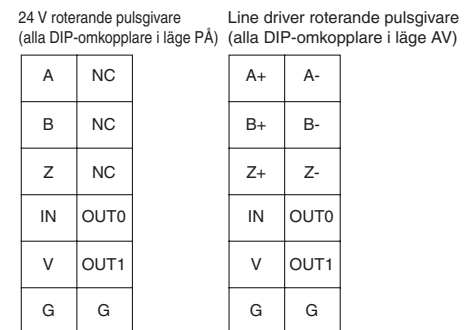 24 V roterande pulsgivare
(alla DIP-omkopplare i läge PÅ)
A NC
B NC
Z NC
IN OUT0
V OUT1
G G
Line driver roterande pulsgivare
(alla DIP-omkopplare i läge AV)
A+ A-
B+ B-
Z+ Z-
IN OUT0
V OUT1
G G